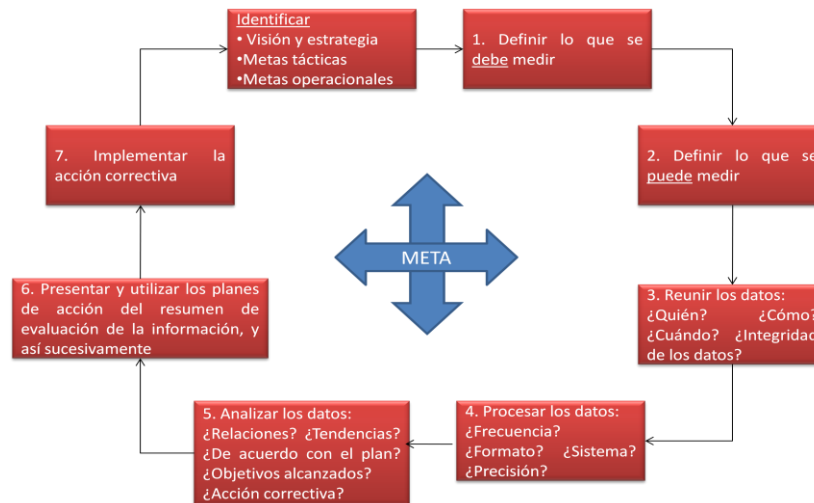 Identificar
• Visión y estrategia
•Metas tácticas
•Metas operacionales
1. Definir lo que se
debe medir
2. Definir lo que se
puede medir
3. Reunir los datos:
¿Quién? ¿Cómo?
¿Cuándo? ¿Integridad
de los datos?
4. Procesar los datos:
¿Frecuencia?
¿Formato? ¿Sistema?
¿Precisión?
5. Analizar los datos:
¿Relaciones? ¿Tendencias?
¿De acuerdo con el plan?
¿Objetivos alcanzados?
¿Acción correctiva?
6. Presentar y utilizar los planes
de acción del resumen de
evaluación de la información, y
así sucesivamente
7. Implementar la
acción correctiva
META